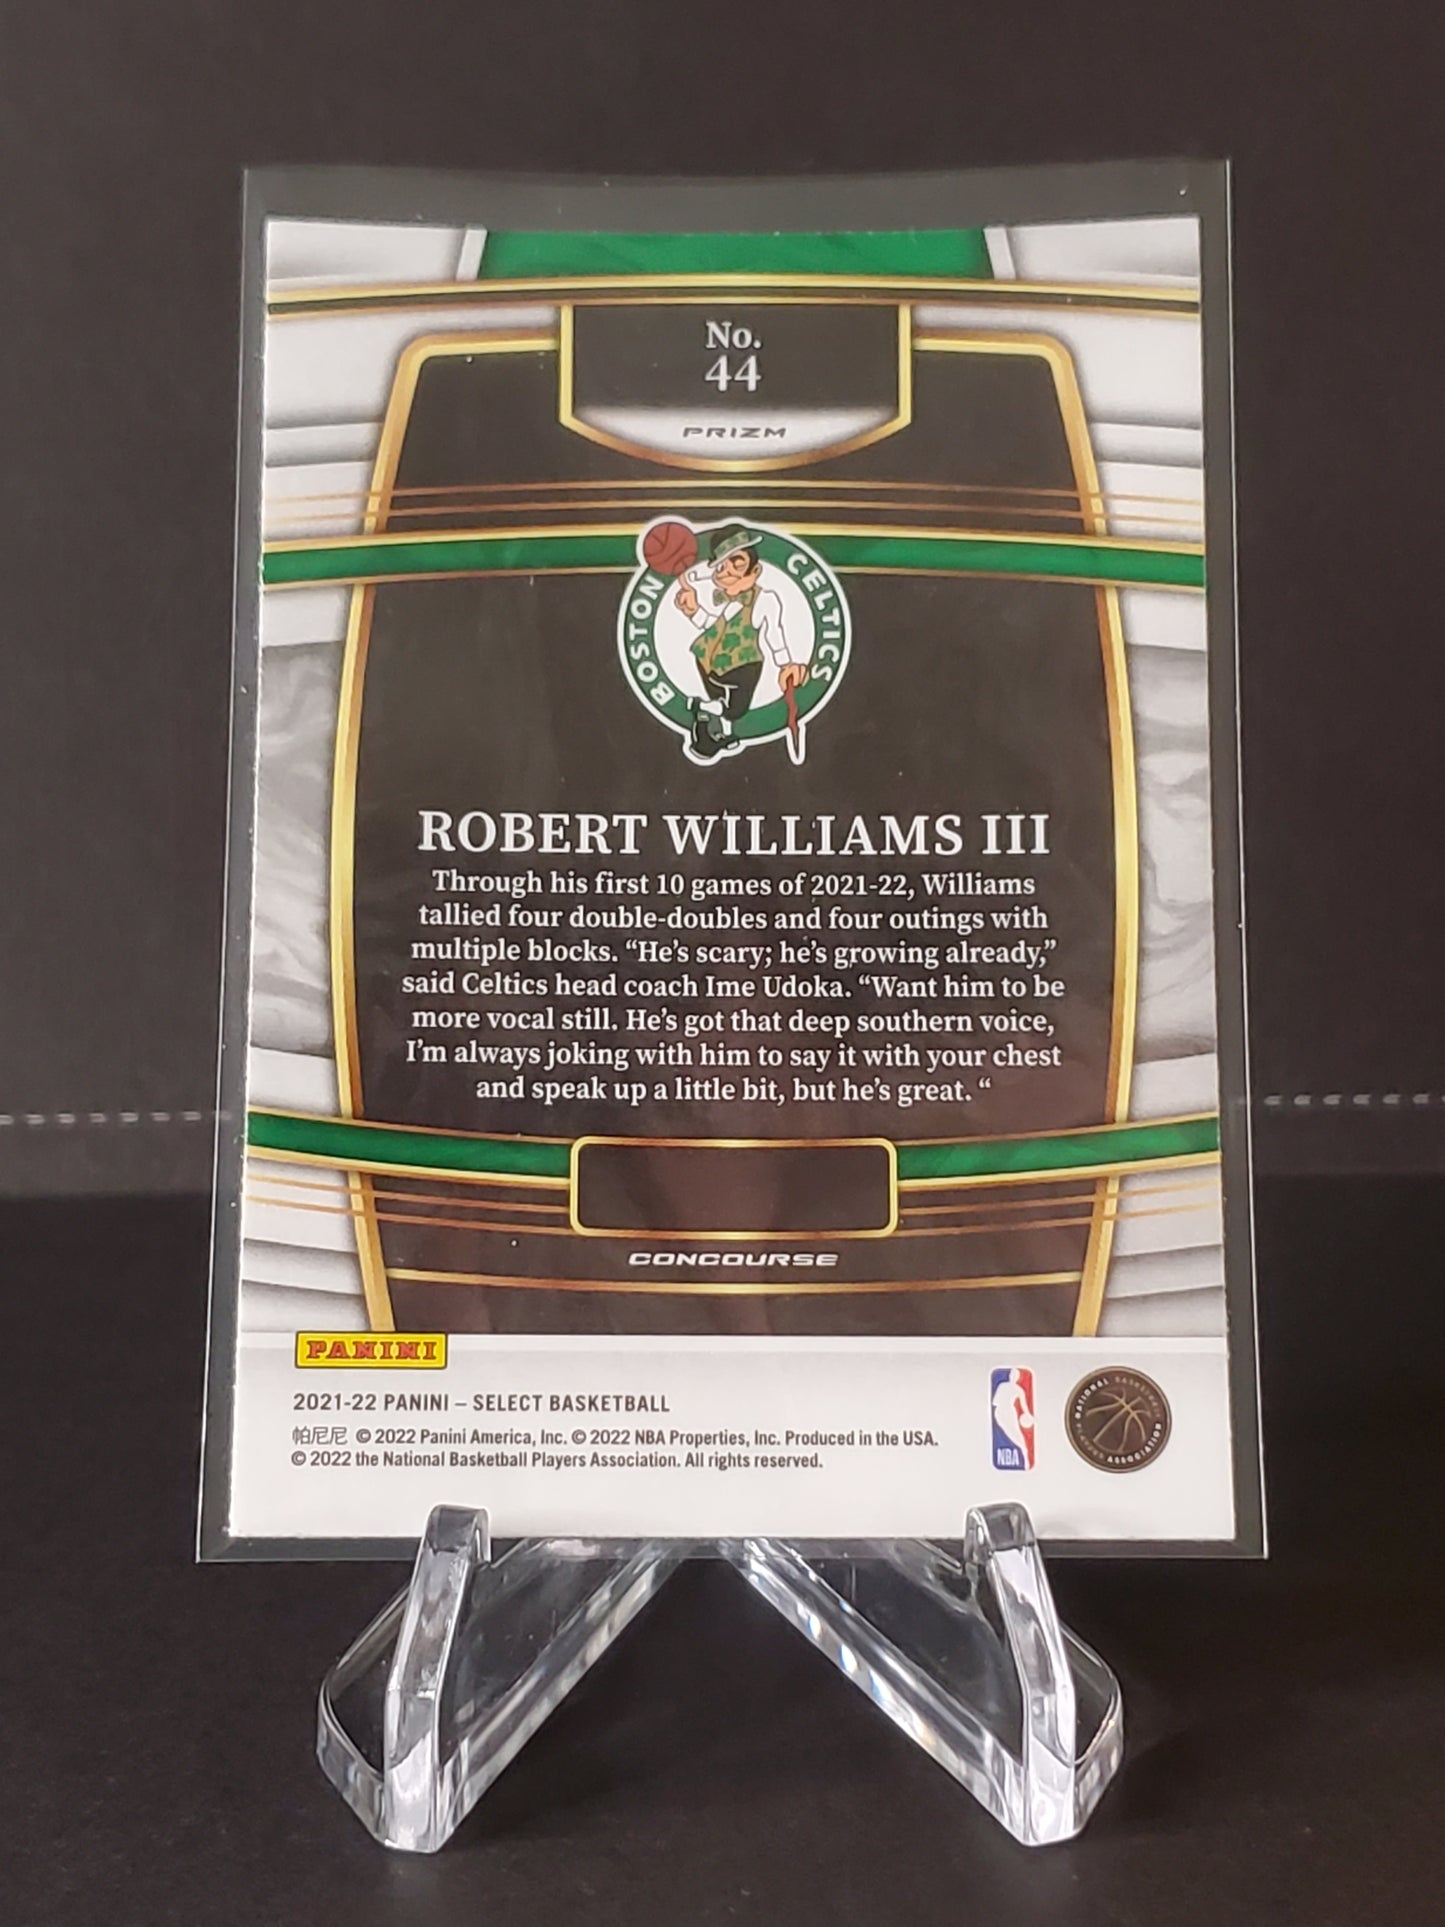 No.
44
PRIZM
BOSTON CELTICS
ROBERT WILLIAMS III
Through his first 10 games of 2021-22, Williams
tallied four double-doubles and four outings with
multiple blocks. “He’s scary; he’s growing already,”
said Celtics head coach Ime Udoka. “Want him to be
more vocal still. He’s got that deep southern voice,
I’m always joking with him to say it with your chest
and speak up a little bit, but he’s great. “
CONCOURSE
PANINI
2021-22 PANINI – SELECT BASKETBALL
帕尼尼 © 2022 Panini America, Inc. © 2022 NBA Properties, Inc. Produced in the USA.
© 2022 the National Basketball Players Association. All rights reserved.
NBA
NATIONAL BASKETBALL
PLAYERS ASSOCIATION